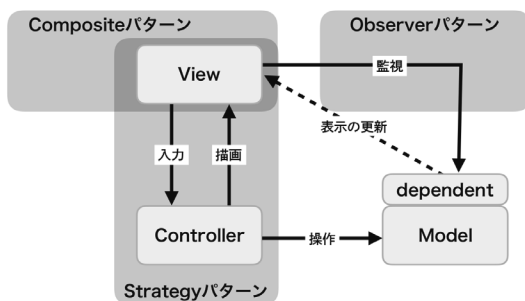 Compositeパターン
Observerパターン
View
監視
表示の更新
入力
描画
dependent
Controller
操作
Model
Strategyパターン